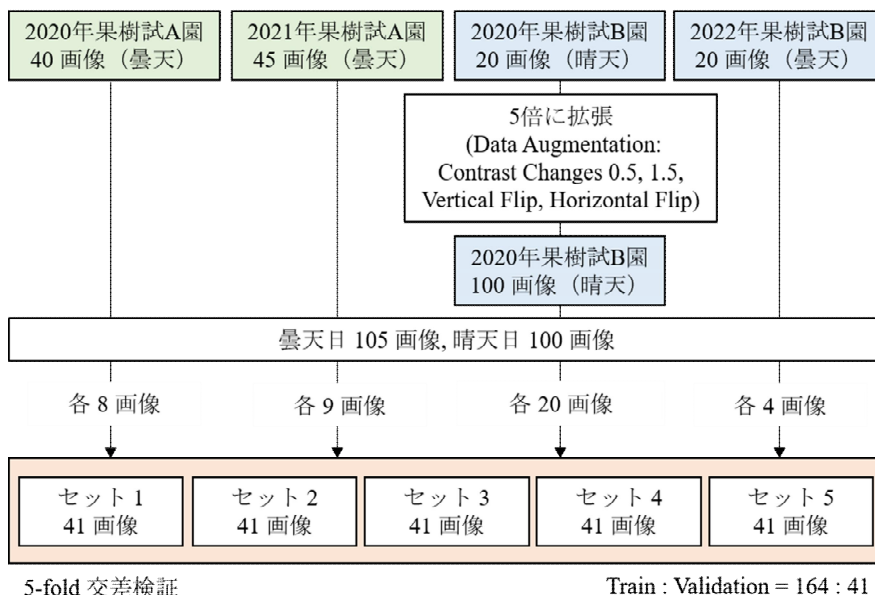 2020年果樹試A園
40 画像（曇天）
2021年果樹試A園
45 画像（曇天）
2020年果樹試B園
20 画像（晴天）
2022年果樹試B園
20 画像（曇天）
5倍に拡張
(Data Augmentation:
Contrast Changes 0.5, 1.5,
Vertical Flip, Horizontal Flip)
2020年果樹試B園
100 画像（晴天）
曇天日 105 画像, 晴天日 100 画像
各 8 画像
各 9 画像
各 20 画像
各 4 画像
セット 1
41 画像
セット 2
41 画像
セット 3
41 画像
セット 4
41 画像
セット 5
41 画像
5-fold 交差検証
Train : Validation = 164 : 41